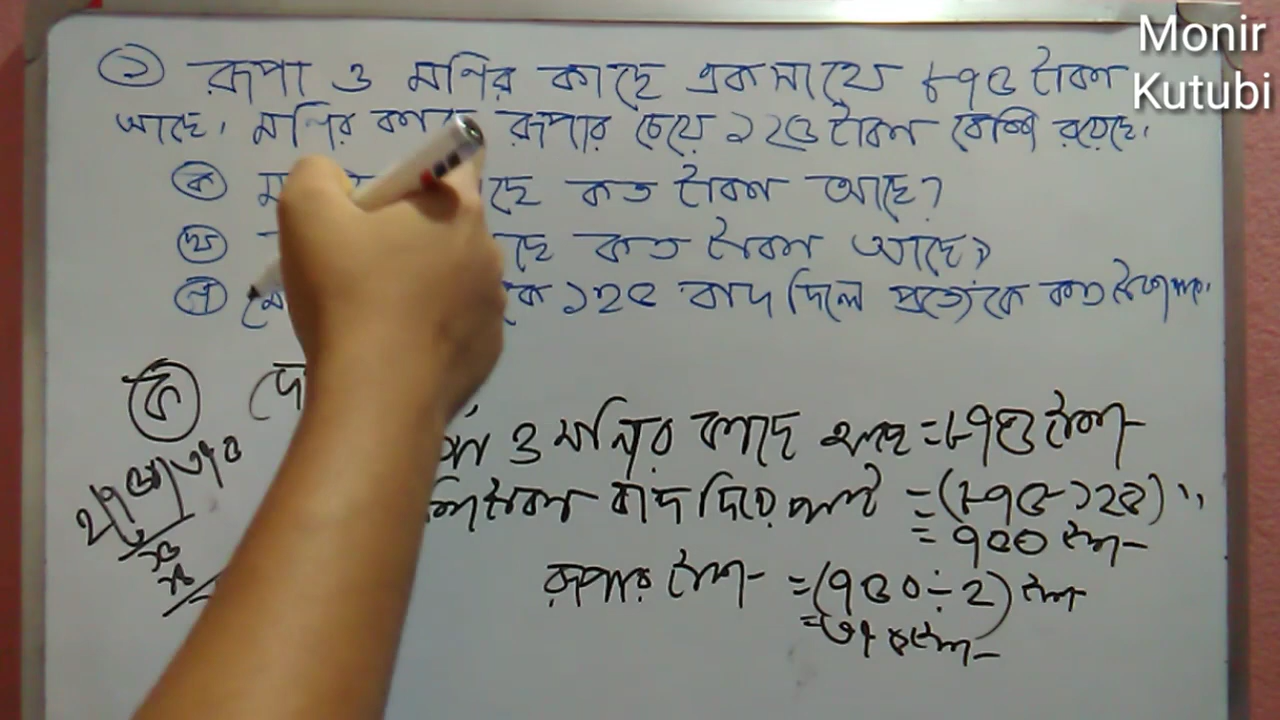 Monir
Kutubi
১ রূপা ও মনির কাছে একসাথে ৮৭৫ টাকা
আছে। মনির কাছে রূপার চেয়ে ১২৫ টাকা বেশি রয়েছে।
ক কত টাকা আছে?
খ কত টাকা আছে?
গ ১২৫ বাদ দিলে প্রত্যেকে কত টাকা
ক
ও মনির কাছে আছে = ৮৭৫ টাকা
টাকা বাদ দিয়ে পাই = (৮৭৫-১২৫) ,,
= ৭৫০ টাকা
রূপার টাকা = (৭৫০÷2) টাকা
= ৩৭৫ টাকা